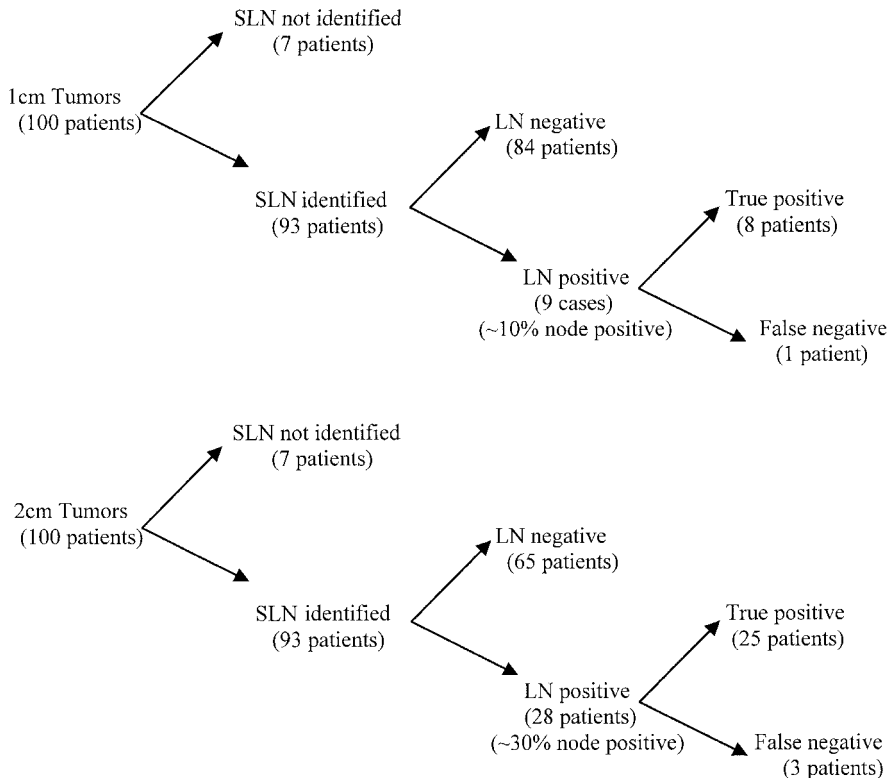 SLN not identified
(7 patients)
1cm Tumors
(100 patients)
LN negative
(84 patients)
SLN identified
(93 patients)
True positive
(8 patients)
LN positive
(9 cases)
(~10% node positive)
False negative
(1 patient)
SLN not identified
(7 patients)
2cm Tumors
(100 patients)
LN negative
(65 patients)
SLN identified
(93 patients)
True positive
(25 patients)
LN positive
(28 patients)
(~30% node positive)
False negative
(3 patients)